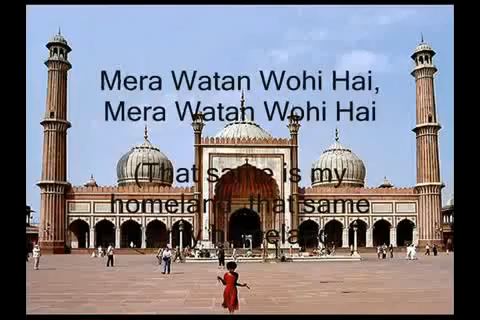 Mera Watan Wohi Hai,
Mera Watan Wohi Hai
(That same is my
homeland that same